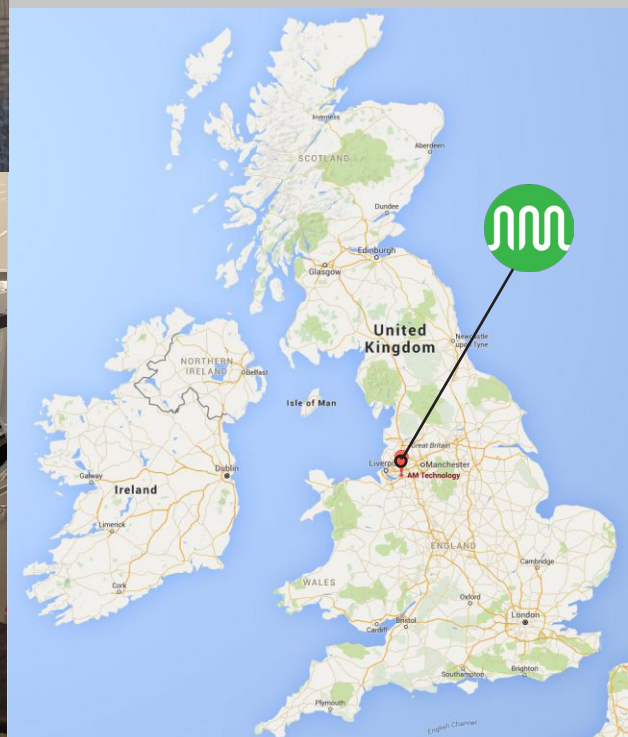 Inverness
Aberdeen
SCOTLAND
Dundee
Edinburgh
Glasgow
United
Kingdom
Newcastle
upon Tyne
NORTHERN
IRELAND
Belfast
Isle of Man
Great Britain
Liverpo
Manchester
AM Technology
Dublin
Galway
Ireland
Limerick
Cork
ENGLAND
Cambridge
WALES
Oxford
London
Bristol
Cardiff
Southampton
Brighton
Plymouth
English Channel